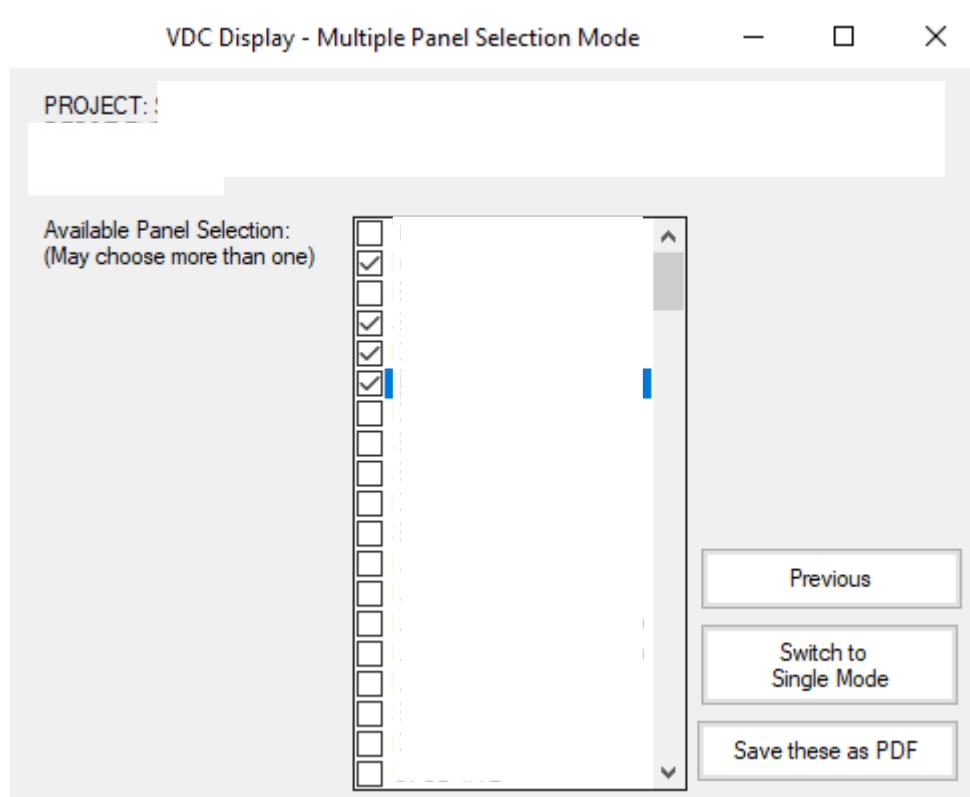 VDC Display - Multiple Panel Selection Mode
PROJECT:
Available Panel Selection:
(May choose more than one)
Previous
Switch to
Single Mode
Save these as PDF